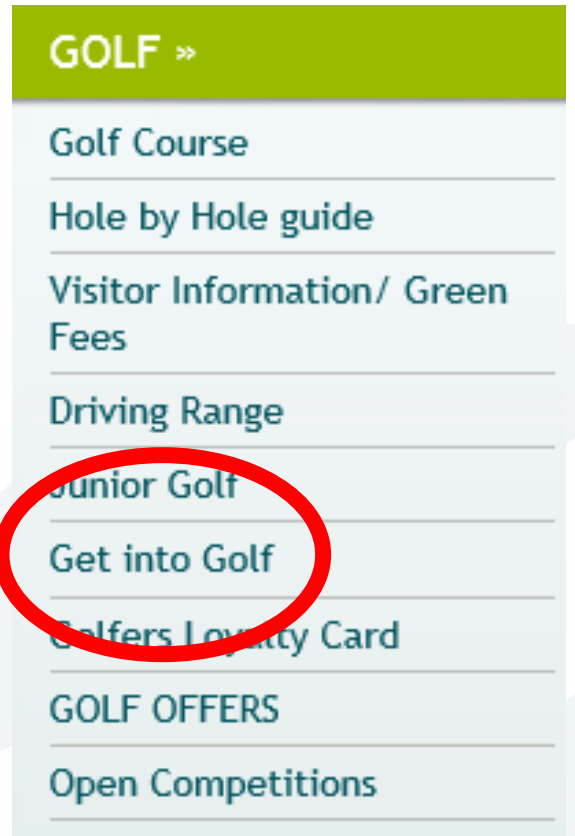 GOLF »
Golf Course
Hole by Hole guide
Visitor Information/ Green
Fees
Driving Range
Junior Golf
Get into Golf
Golfers Loyalty Card
GOLF OFFERS
Open Competitions